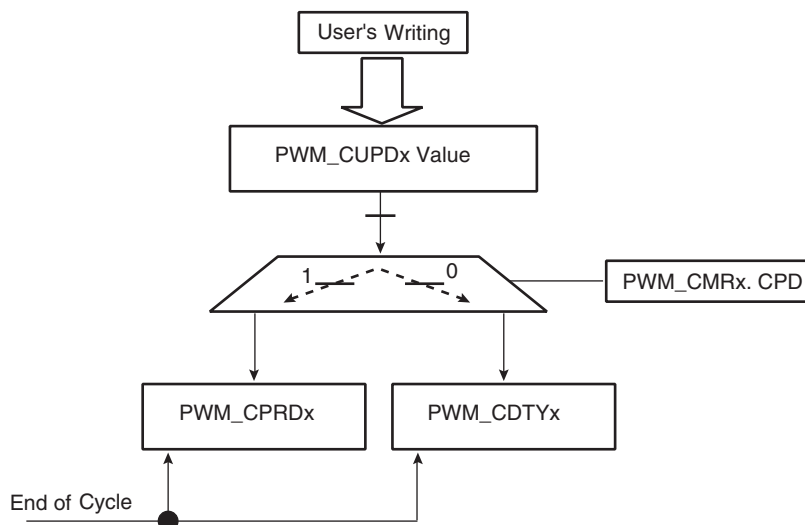 User's Writing
PWM_CUPDx Value
1
0
PWM_CMRx. CPD
PWM_CPRDx
PWM_CDTYx
End of Cycle